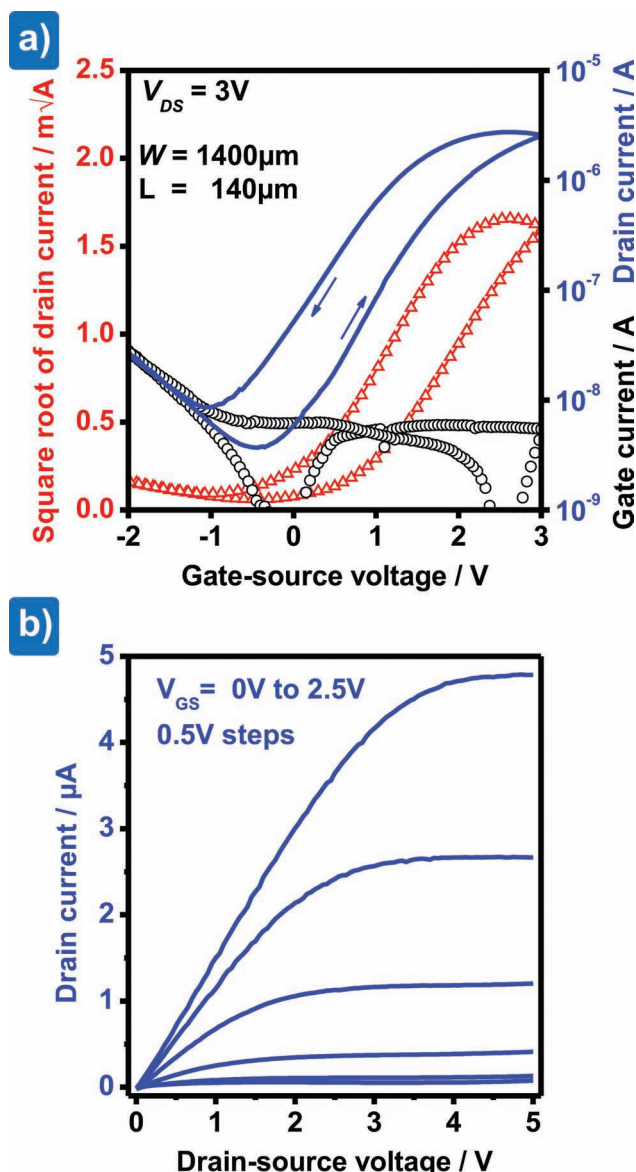 a)
Square root of drain current / m√A
2.5
2.0
1.5
1.0
0.5
0.0
V_DS = 3V
W = 1400µm
L = 140µm
10^-5
10^-6
10^-7
10^-8
10^-9
Drain current / A
Gate current / A
-2 -1 0 1 2 3
Gate-source voltage / V
b)
Drain current / µA
5
4
3
2
1
0
V_GS = 0V to 2.5V
0.5V steps
0 1 2 3 4 5
Drain-source voltage / V